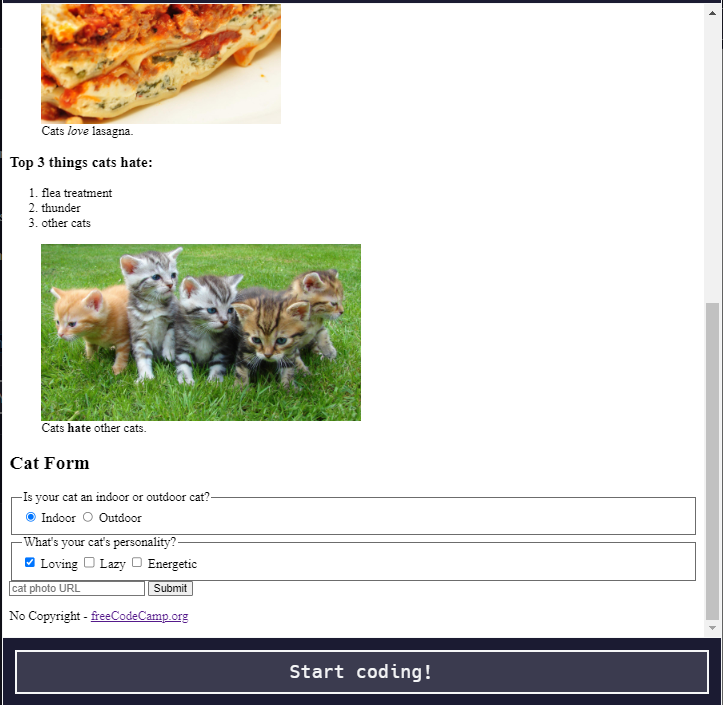 Cats love lasagna.
Top 3 things cats hate:
1. flea treatment
2. thunder
3. other cats
Cats hate other cats.
Cat Form
Is your cat an indoor or outdoor cat?
Indoor Outdoor
What's your cat's personality?
Loving Lazy Energetic
cat photo URL Submit
No Copyright - freeCodeCamp.org
Start coding!